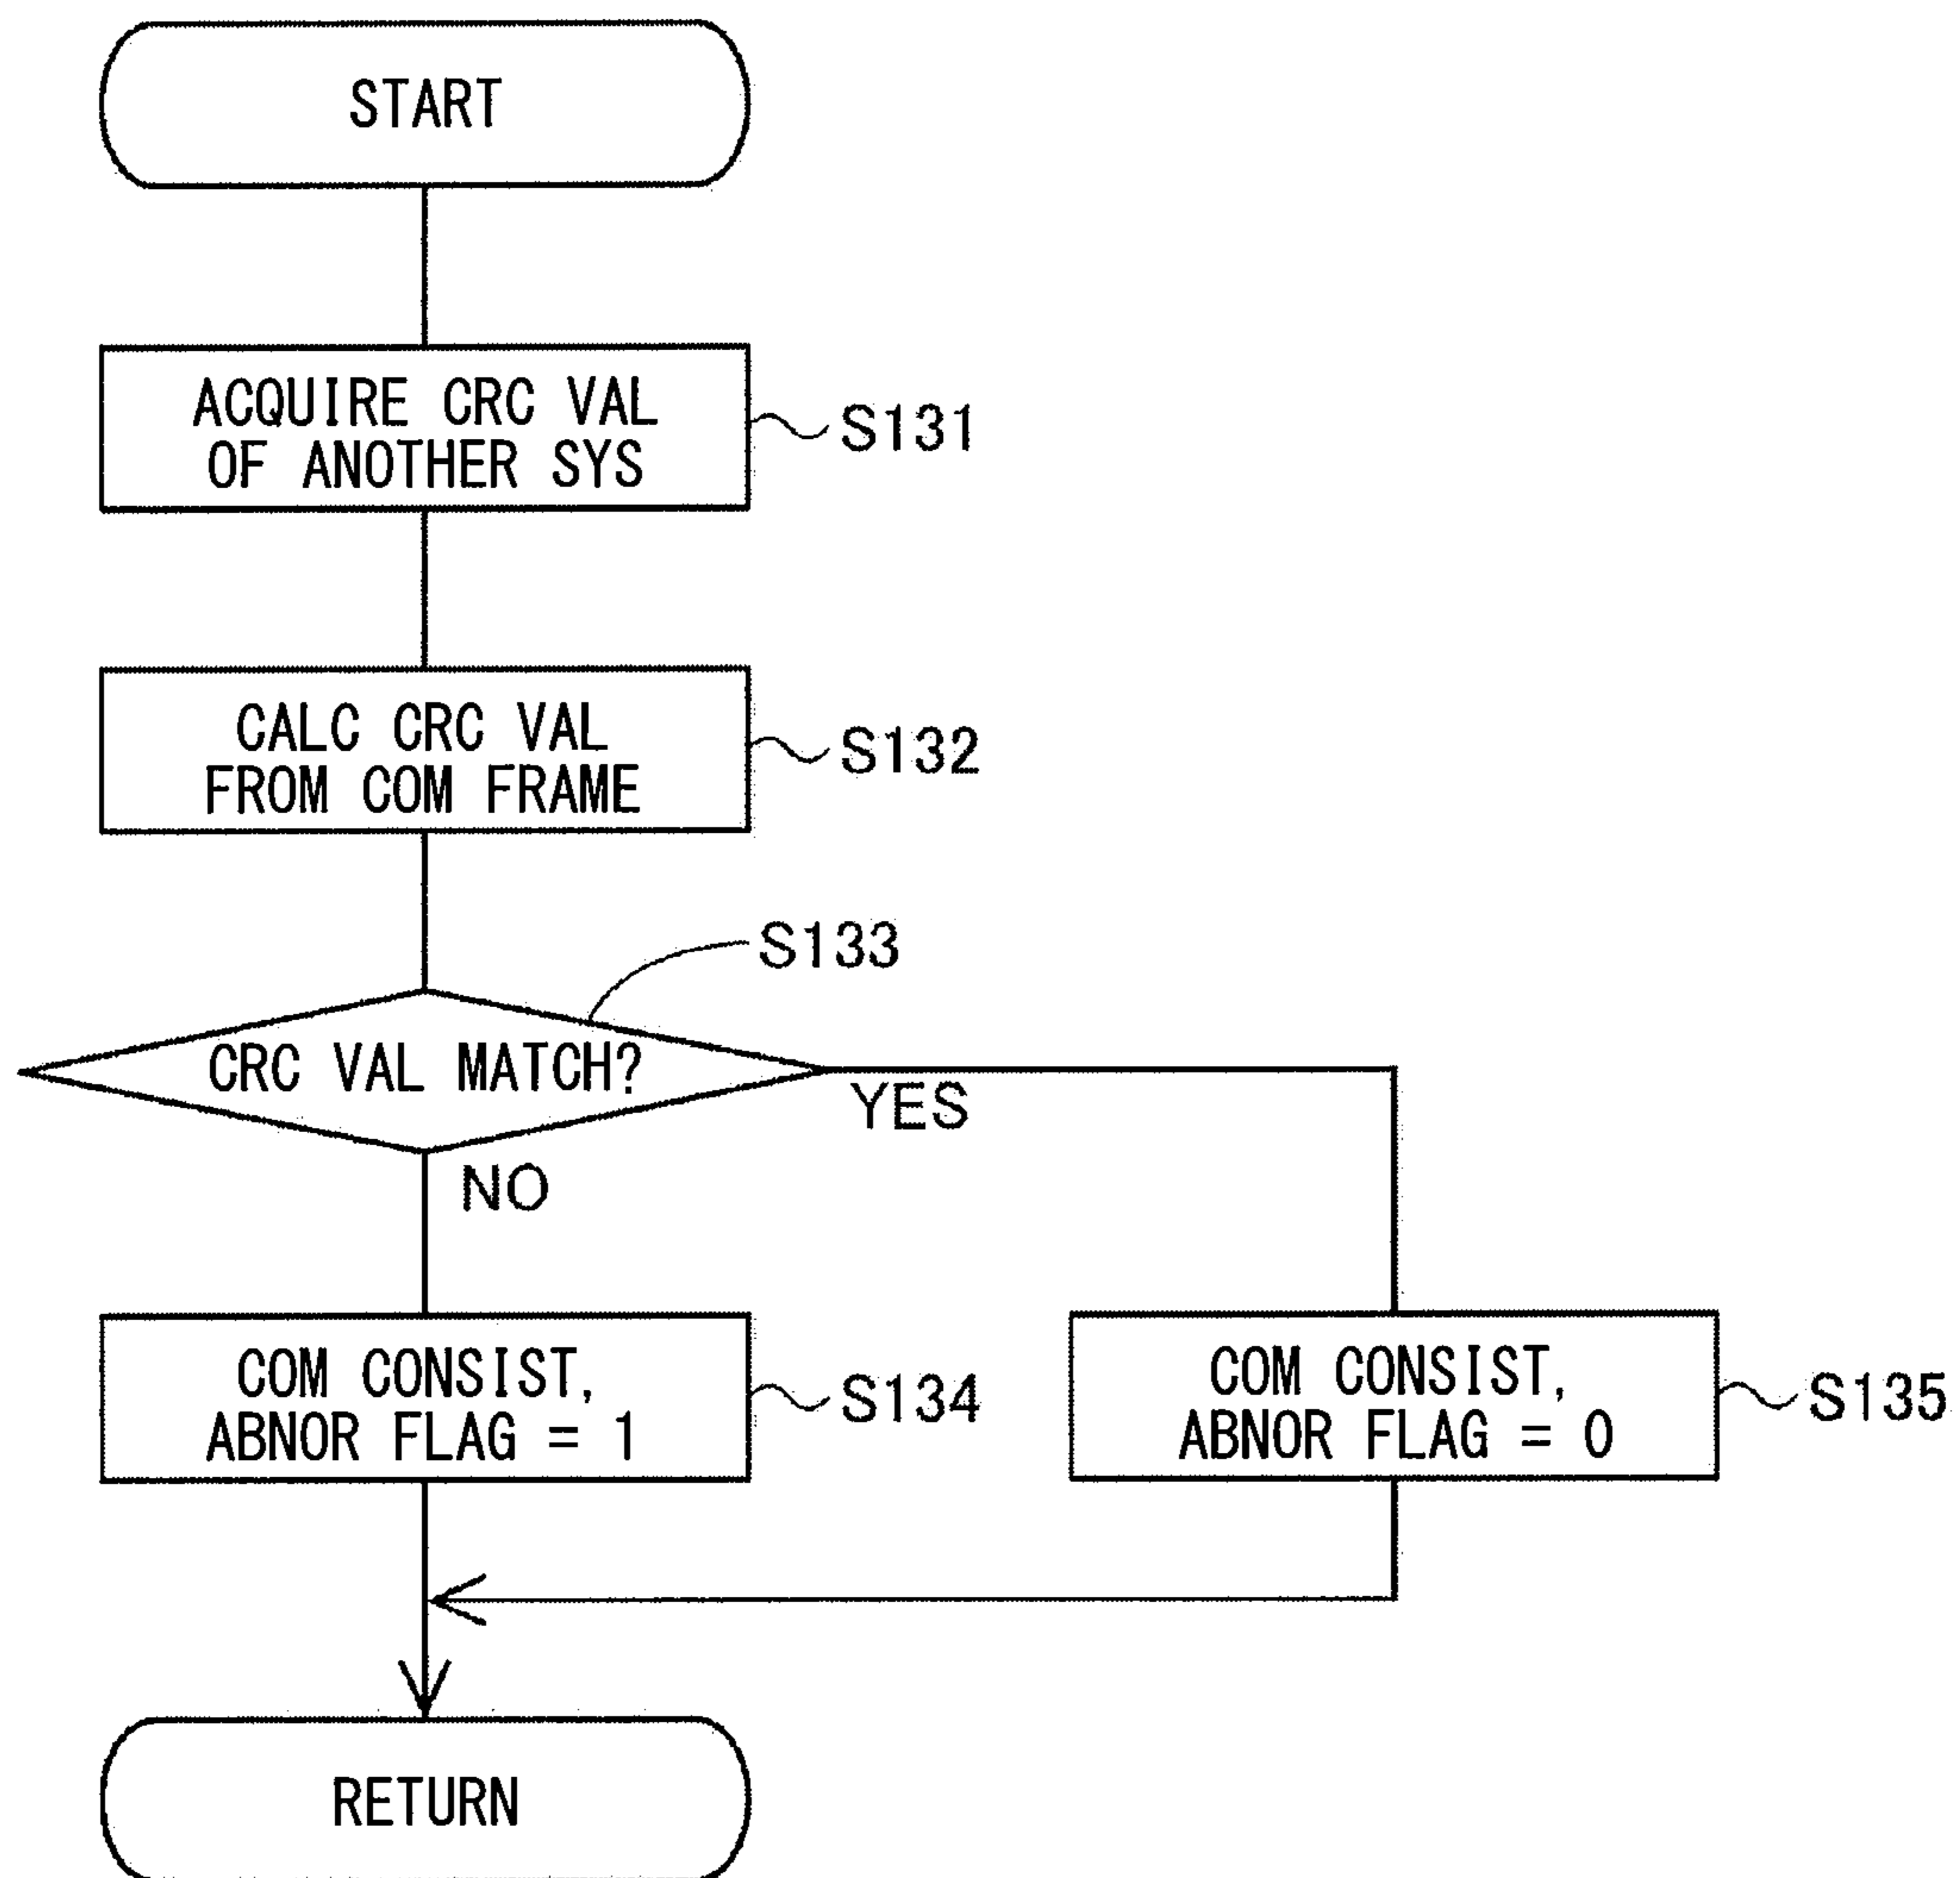 START
ACQUIRE CRC VAL
OF ANOTHER SYS
S131
CALC CRC VAL
FROM COM FRAME
S132
S133
CRC VAL MATCH?
YES
NO
COM CONSIST,
ABNOR FLAG = 1
S134
COM CONSIST,
ABNOR FLAG = 0
S135
RETURN